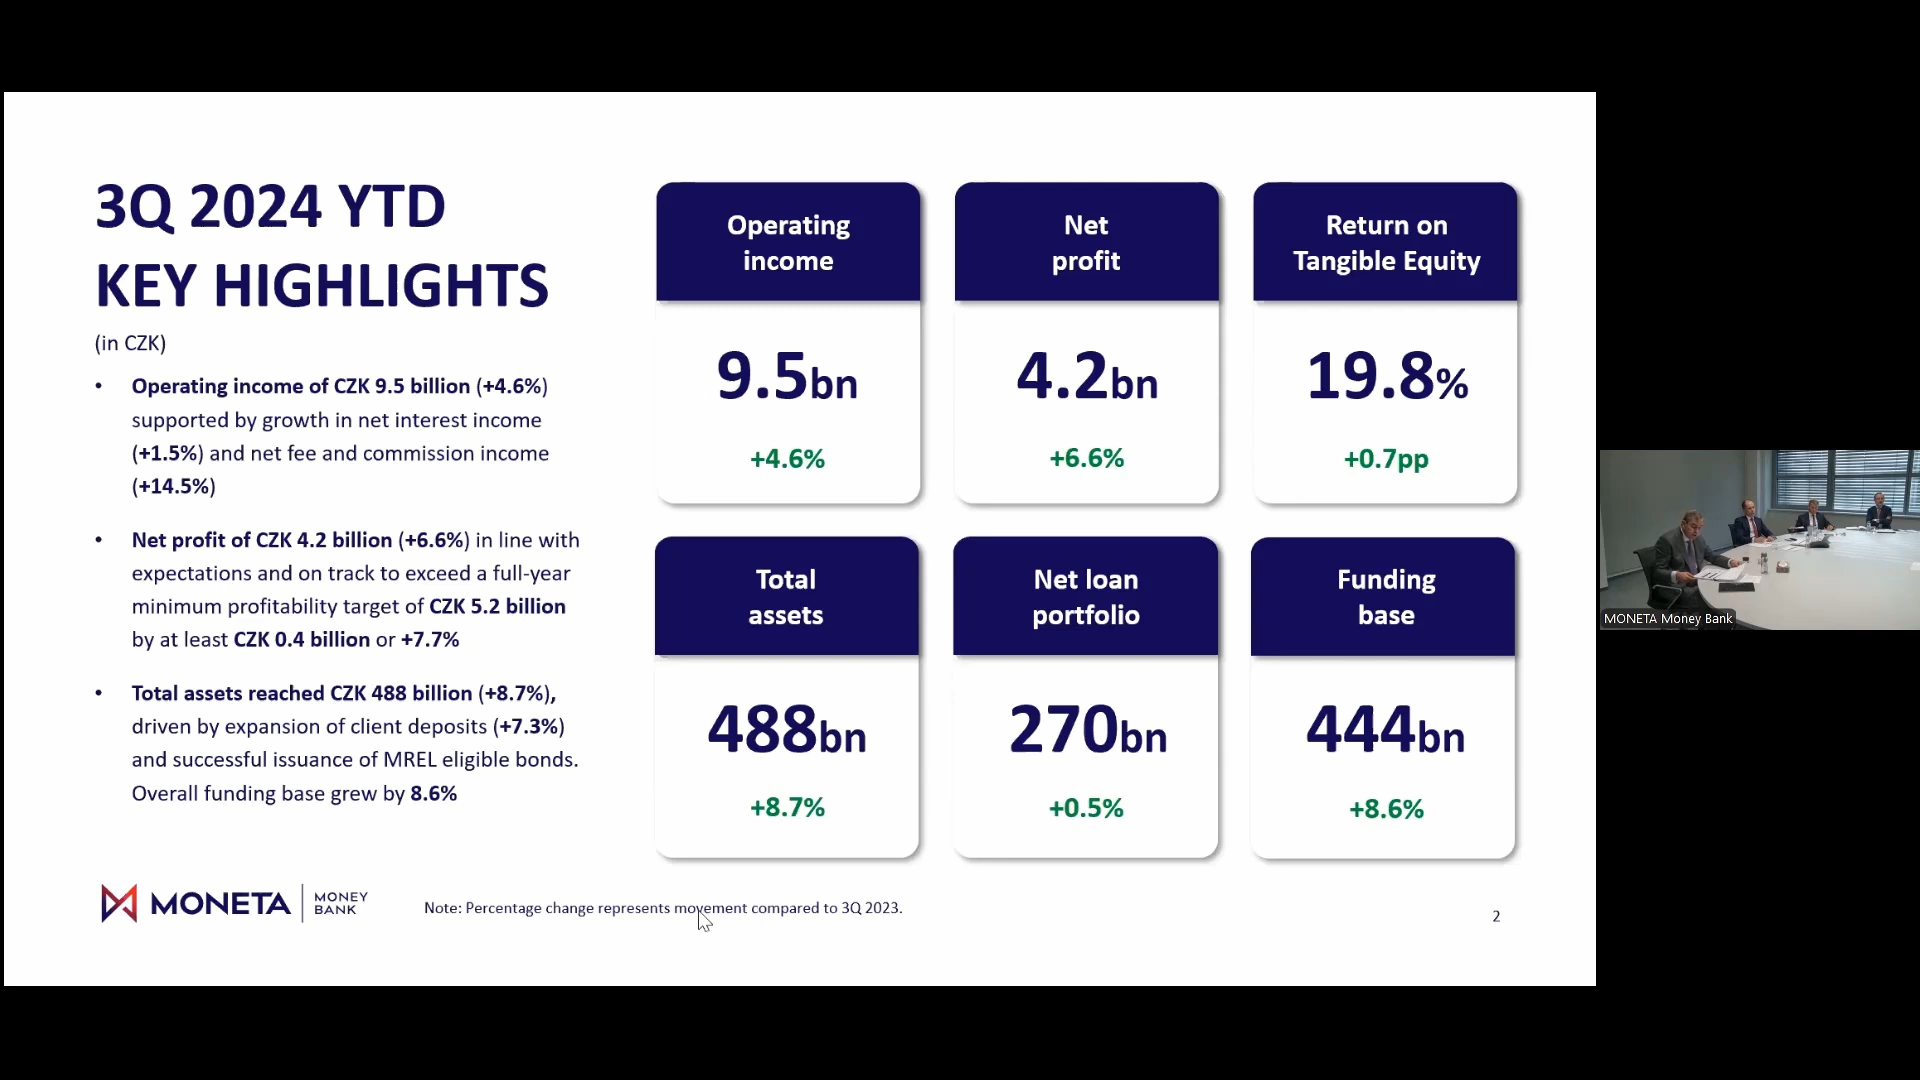 3Q 2024 YTD
KEY HIGHLIGHTS
(in CZK)
• Operating income of CZK 9.5 billion (+4.6%)
supported by growth in net interest income
(+1.5%) and net fee and commission income
(+14.5%)
• Net profit of CZK 4.2 billion (+6.6%) in line with
expectations and on track to exceed a full-year
minimum profitability target of CZK 5.2 billion
by at least CZK 0.4 billion or +7.7%
• Total assets reached CZK 488 billion (+8.7%),
driven by expansion of client deposits (+7.3%)
and successful issuance of MREL eligible bonds.
Overall funding base grew by 8.6%
Operating
income
9.5bn
+4.6%
Net
profit
4.2bn
+6.6%
Return on
Tangible Equity
19.8%
+0.7pp
Total
assets
488bn
+8.7%
Net loan
portfolio
270bn
+0.5%
Funding
base
444bn
+8.6%
MONETA
MONEY
BANK
Note: Percentage change represents movement compared to 3Q 2023.
2
MONETA Money Bank